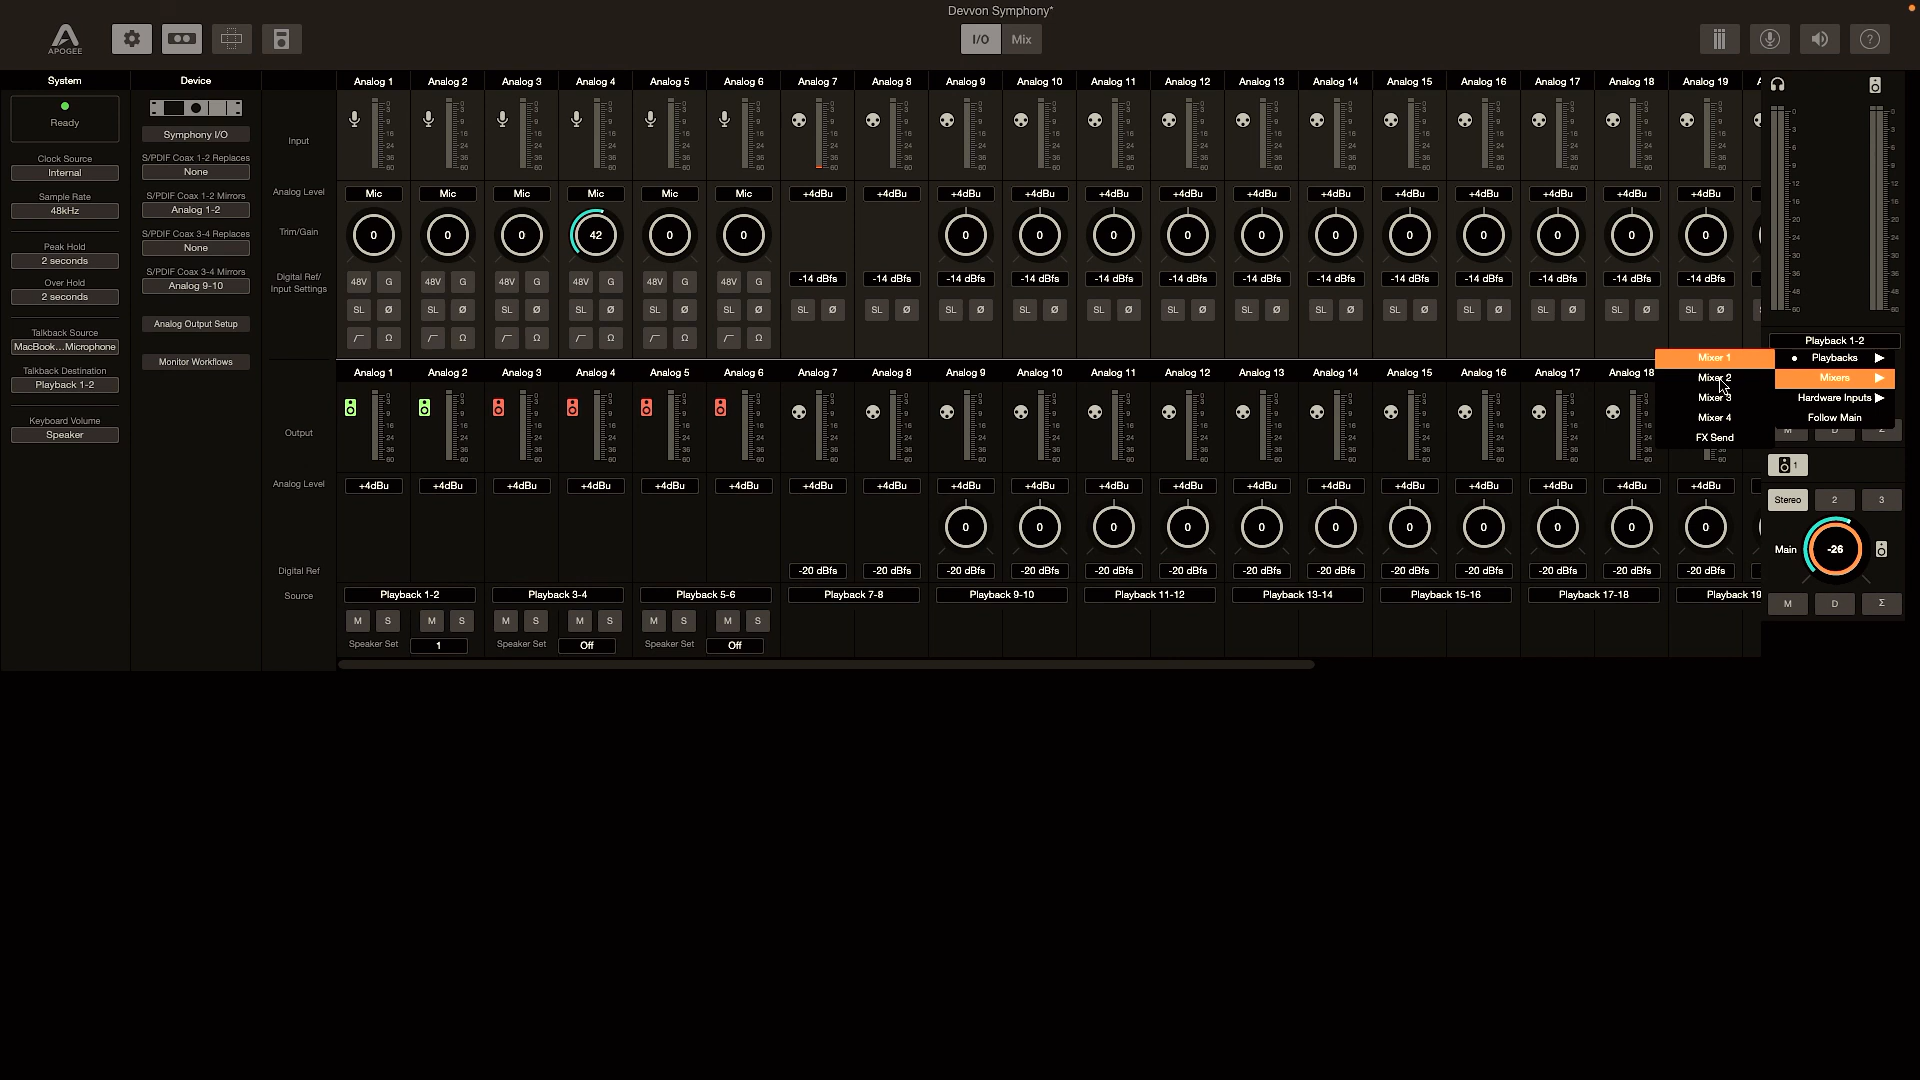 Devvon Symphony*
APOGEE
I/O Mix
System
Ready
Clock Source
Internal
Sample Rate
48kHz
Peak Hold
2 seconds
Over Hold
2 seconds
Talkback Source
MacBook...Microphone
Talkback Destination
Playback 1-2
Keyboard Volume
Speaker
Device
Symphony I/O
S/PDIF Coax 1-2 Replaces
None
S/PDIF Coax 1-2 Mirrors
Analog 1-2
S/PDIF Coax 3-4 Replaces
None
S/PDIF Coax 3-4 Mirrors
Analog 9-10
Analog Output Setup
Monitor Workflows
Analog 1 Analog 2 Analog 3 Analog 4 Analog 5 Analog 6 Analog 7 Analog 8 Analog 9 Analog 10 Analog 11 Analog 12 Analog 13 Analog 14 Analog 15 Analog 16 Analog 17 Analog 18 Analog 19
Input
Analog Level Mic Mic Mic Mic Mic Mic +4dBu +4dBu +4dBu +4dBu +4dBu +4dBu +4dBu +4dBu +4dBu +4dBu +4dBu +4dBu +4dBu
Trim/Gain 0 0 0 42 0 0 0 0 0 0 0 0 0 0 0 0 0
Digital Ref/
Input Settings
48V G 48V G 48V G 48V G 48V G 48V G -14 dBfs -14 dBfs -14 dBfs -14 dBfs -14 dBfs -14 dBfs -14 dBfs -14 dBfs -14 dBfs -14 dBfs -14 dBfs -14 dBfs -14 dBfs
SL Ø SL Ø SL Ø SL Ø SL Ø SL Ø SL Ø SL Ø SL Ø SL Ø SL Ø SL Ø SL Ø SL Ø SL Ø SL Ø SL Ø SL Ø SL Ø
Ω Ω Ω Ω Ω Ω
Analog 1 Analog 2 Analog 3 Analog 4 Analog 5 Analog 6 Analog 7 Analog 8 Analog 9 Analog 10 Analog 11 Analog 12 Analog 13 Analog 14 Analog 15 Analog 16 Analog 17 Analog 18
Output
Analog Level +4dBu +4dBu +4dBu +4dBu +4dBu +4dBu +4dBu +4dBu +4dBu +4dBu +4dBu +4dBu +4dBu +4dBu +4dBu +4dBu +4dBu +4dBu +4dBu
0 0 0 0 0 0 0 0 0 0 0
Digital Ref -20 dBfs -20 dBfs -20 dBfs -20 dBfs -20 dBfs -20 dBfs -20 dBfs -20 dBfs -20 dBfs -20 dBfs -20 dBfs -20 dBfs -20 dBfs
Source Playback 1-2 Playback 3-4 Playback 5-6 Playback 7-8 Playback 9-10 Playback 11-12 Playback 13-14 Playback 15-16 Playback 17-18 Playback 19
M S M S M S M S M S M S
Speaker Set 1 Speaker Set Off Speaker Set Off
Playback 1-2
Playbacks
Mixers
Hardware Inputs
Follow Main
Mixer 1
Mixer 2
Mixer 3
Mixer 4
FX Send
1
Stereo 2 3
Main -26
M D Σ